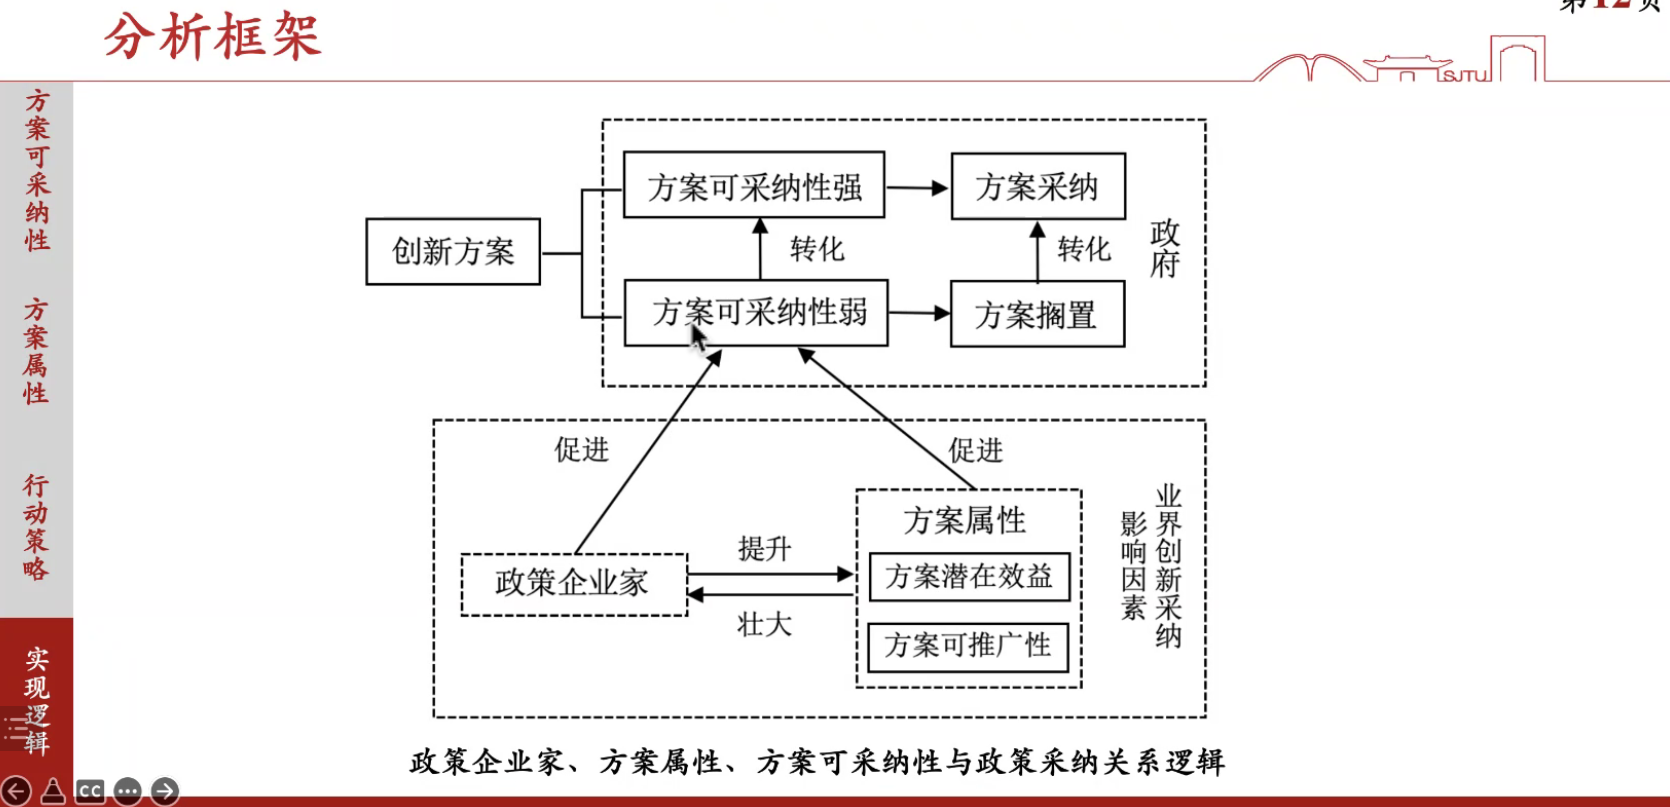 第12页
分析框架
SJTU
方案可采纳性
方案属性
行动策略
实现逻辑
创新方案
方案可采纳性强
方案采纳
转化
转化
政府
方案可采纳性弱
方案搁置
促进
促进
方案属性
提升
政策企业家
方案潜在效益
壮大
方案可推广性
业界创新采纳
影响因素
政策企业家、方案属性、方案可采纳性与政策采纳关系逻辑
CC